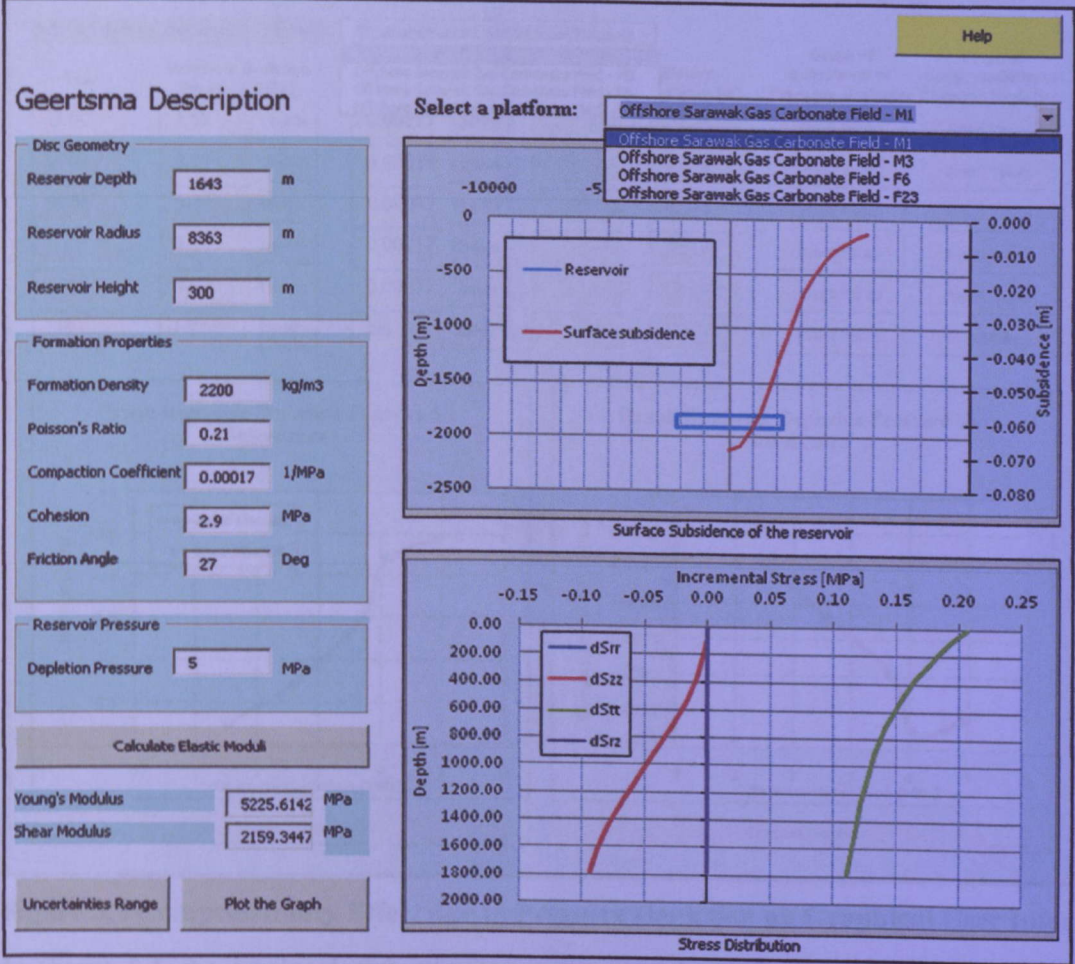 Help
Geertsma Description
Select a platform:
Offshore Sarawak Gas Carbonate Field - M1
Offshore Sarawak Gas Carbonate Field - M1
Offshore Sarawak Gas Carbonate Field - M3
Offshore Sarawak Gas Carbonate Field - F6
Offshore Sarawak Gas Carbonate Field - F23
Disc Geometry
Reservoir Depth 1643 m
Reservoir Radius 8363 m
Reservoir Height 300 m
Formation Properties
Formation Density 2200 kg/m3
Poisson's Ratio 0.21
Compaction Coefficient 0.00017 1/MPa
Cohesion 2.9 MPa
Friction Angle 27 Deg
Reservoir Pressure
Depletion Pressure 5 MPa
Calculate Elastic Moduli
Young's Modulus 5225.6142 MPa
Shear Modulus 2159.3447 MPa
Uncertainties Range Plot the Graph
-10000 -5
0
-500
-1000
-1500
-2000
-2500
Depth [m]
Reservoir
Surface subsidence
0.000
-0.010
-0.020
-0.030
-0.040
-0.050
-0.060
-0.070
-0.080
Subsidence [m]
Surface Subsidence of the reservoir
Incremental Stress [MPa]
-0.15 -0.10 -0.05 0.00 0.05 0.10 0.15 0.20 0.25
0.00
200.00
400.00
600.00
800.00
1000.00
1200.00
1400.00
1600.00
1800.00
2000.00
Depth [m]
dSrr
dSzz
dStt
dSrz
Stress Distribution